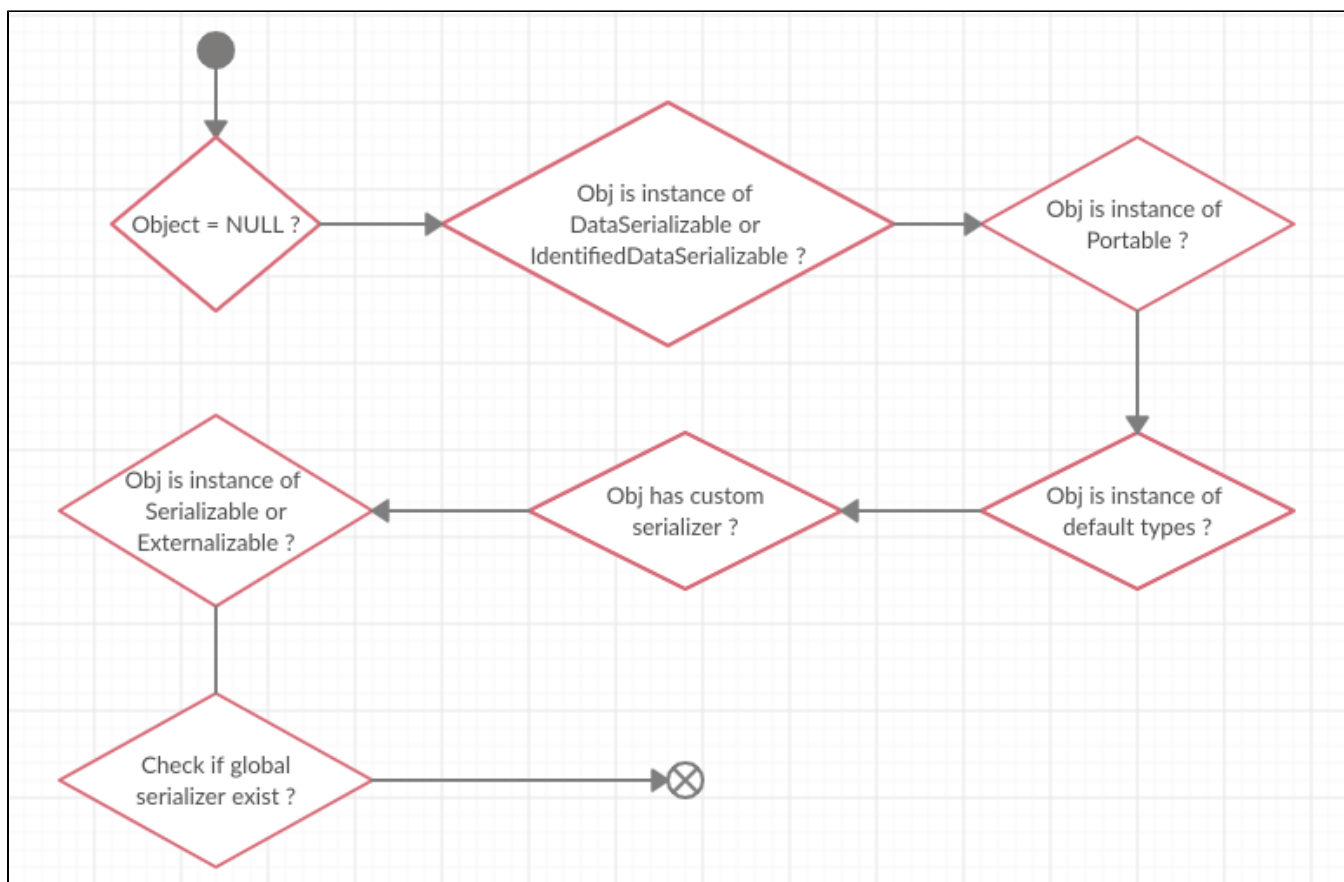 Object = NULL ?
Obj is instance of
DataSerializable or
IdentifiedDataSerializable ?
Obj is instance of
Portable ?
Obj is instance of
default types ?
Obj has custom
serializer ?
Obj is instance of
Serializable or
Externalizable ?
Check if global
serializer exist ?